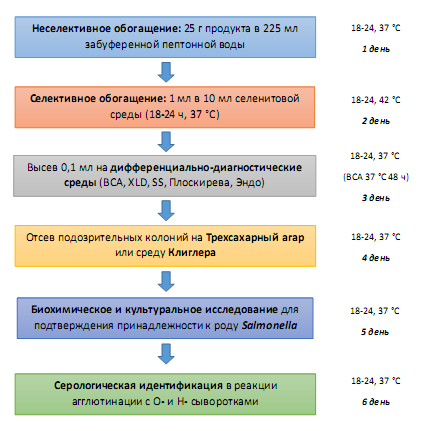 Неселективное обогащение: 25 г продукта в 225 мл
забуференной пептонной воды
18-24, 37 °C
1 день
Селективное обогащение: 1 мл в 10 мл селенитовой
среды (18-24 ч, 37 °C)
18-24, 42 °C
2 день
Высев 0,1 мл на дифференциально-диагностические
среды (ВСА, XLD, SS, Плоскирева, Эндо)
18-24, 37 °C
(ВСА 37 °C 48 ч)
3 день
Отсев подозрительных колоний на Трехсахарный агар
или среду Клиглера
18-24, 37 °C
4 день
Биохимическое и культуральное исследование для
подтверждения принадлежности к роду Salmonella
18-24, 37 °C
5 день
Серологическая идентификация в реакции
агглютинации с О- и Н- сыворотками
18-24, 37 °C
6 день